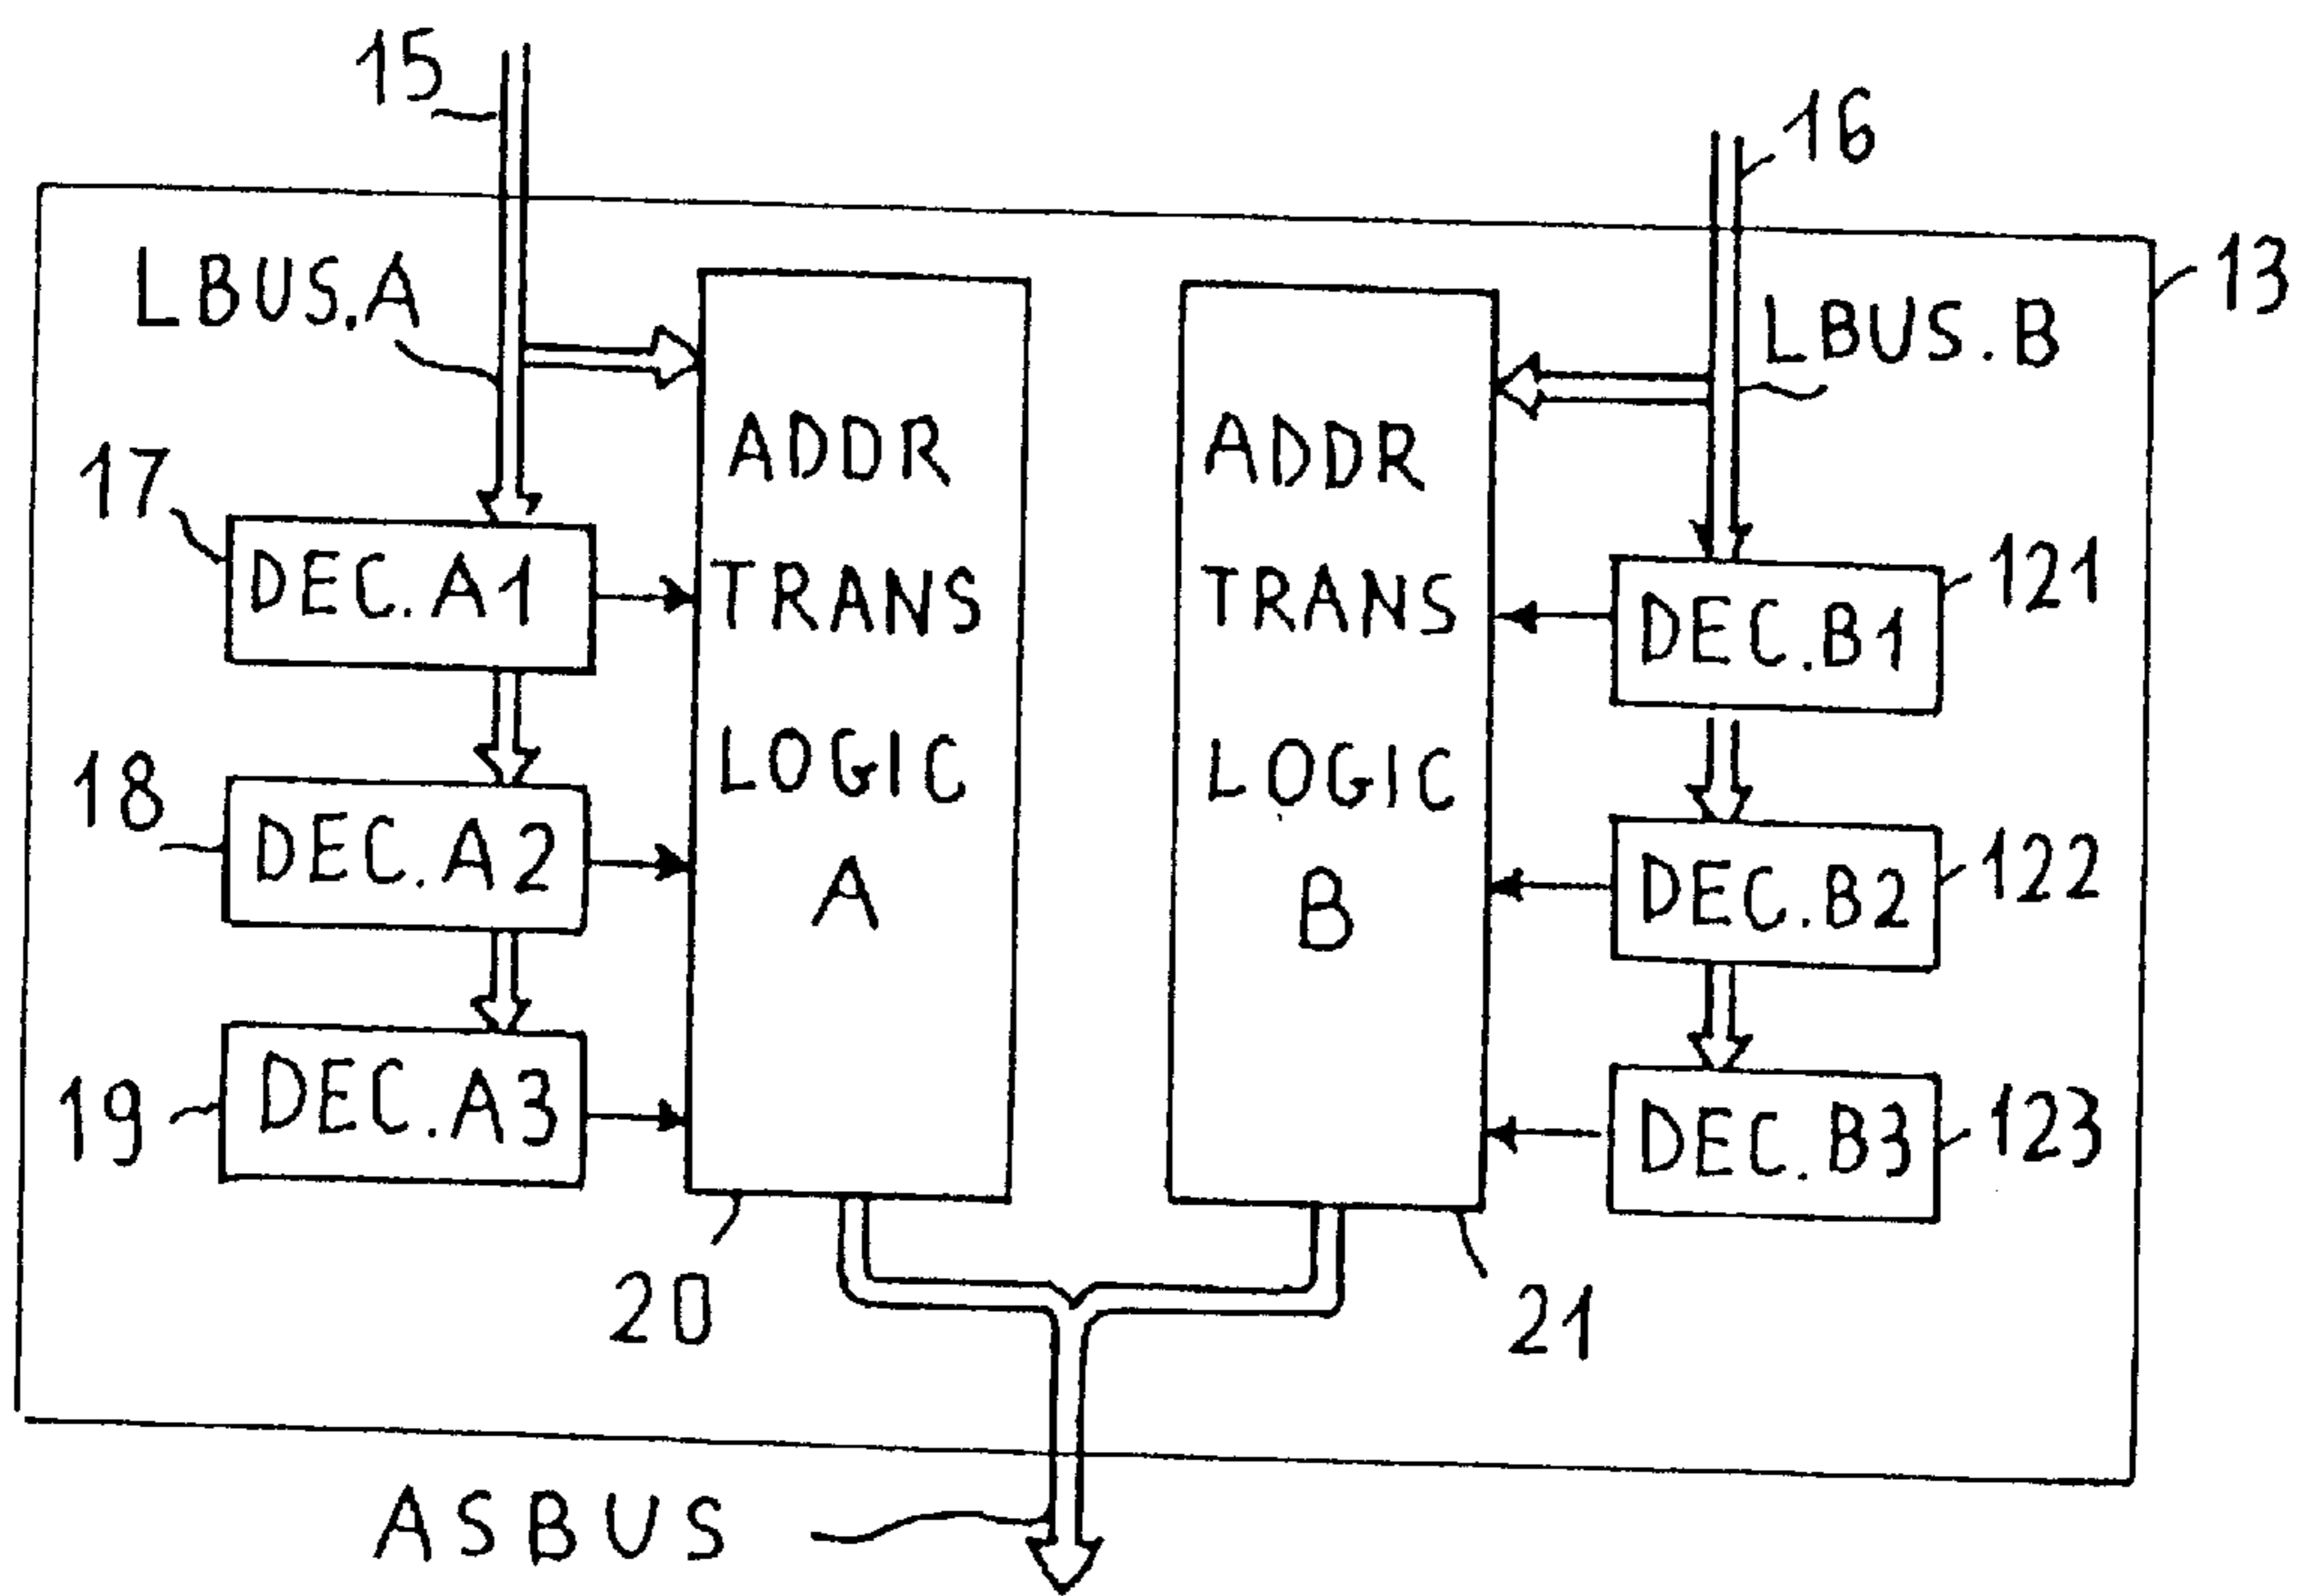 15
16
13
LBUS.A
LBUS.B
ADDR
TRANS
LOGIC
A
ADDR
TRANS
LOGIC
B
17
DEC.A1
121
DEC.B1
18
DEC.A2
122
DEC.B2
19
DEC.A3
123
DEC.B3
20
21
ASBUS